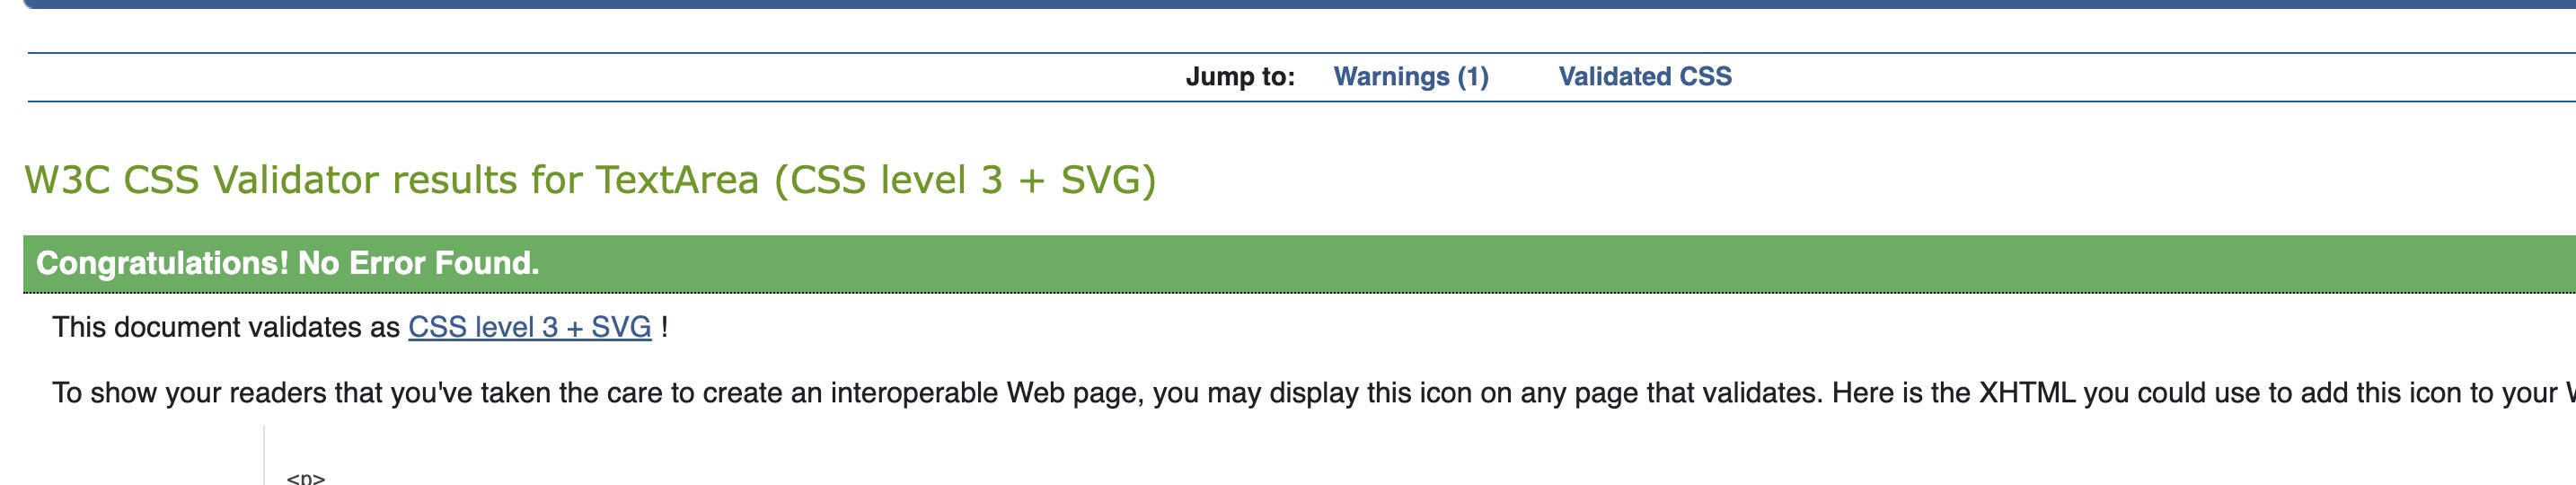 Jump to: Warnings (1) Validated CSS
W3C CSS Validator results for TextArea (CSS level 3 + SVG)
Congratulations! No Error Found.
This document validates as CSS level 3 + SVG !
To show your readers that you've taken the care to create an interoperable Web page, you may display this icon on any page that validates. Here is the XHTML you could use to add this icon to your
<p>